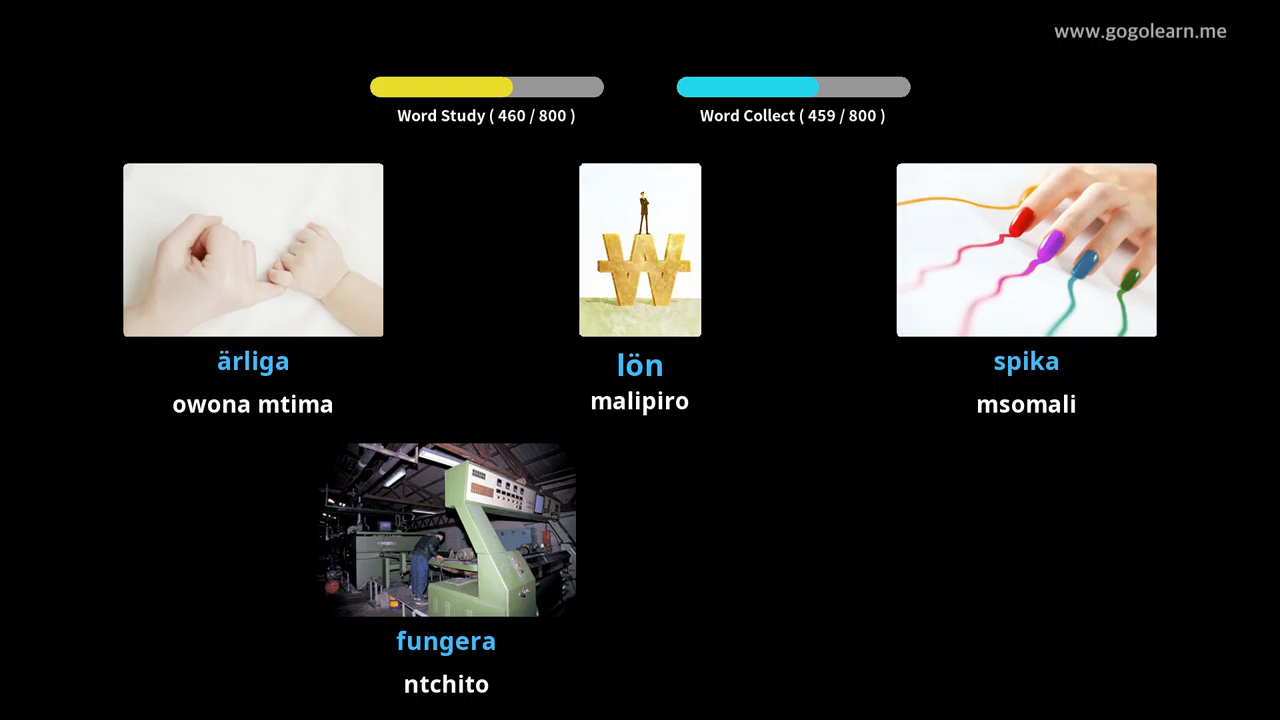 www.gogolearn.me
Word Study ( 460 / 800 )
Word Collect ( 459 / 800 )
ärliga
lön
spika
owona mtima
malipiro
msomali
fungera
ntchito